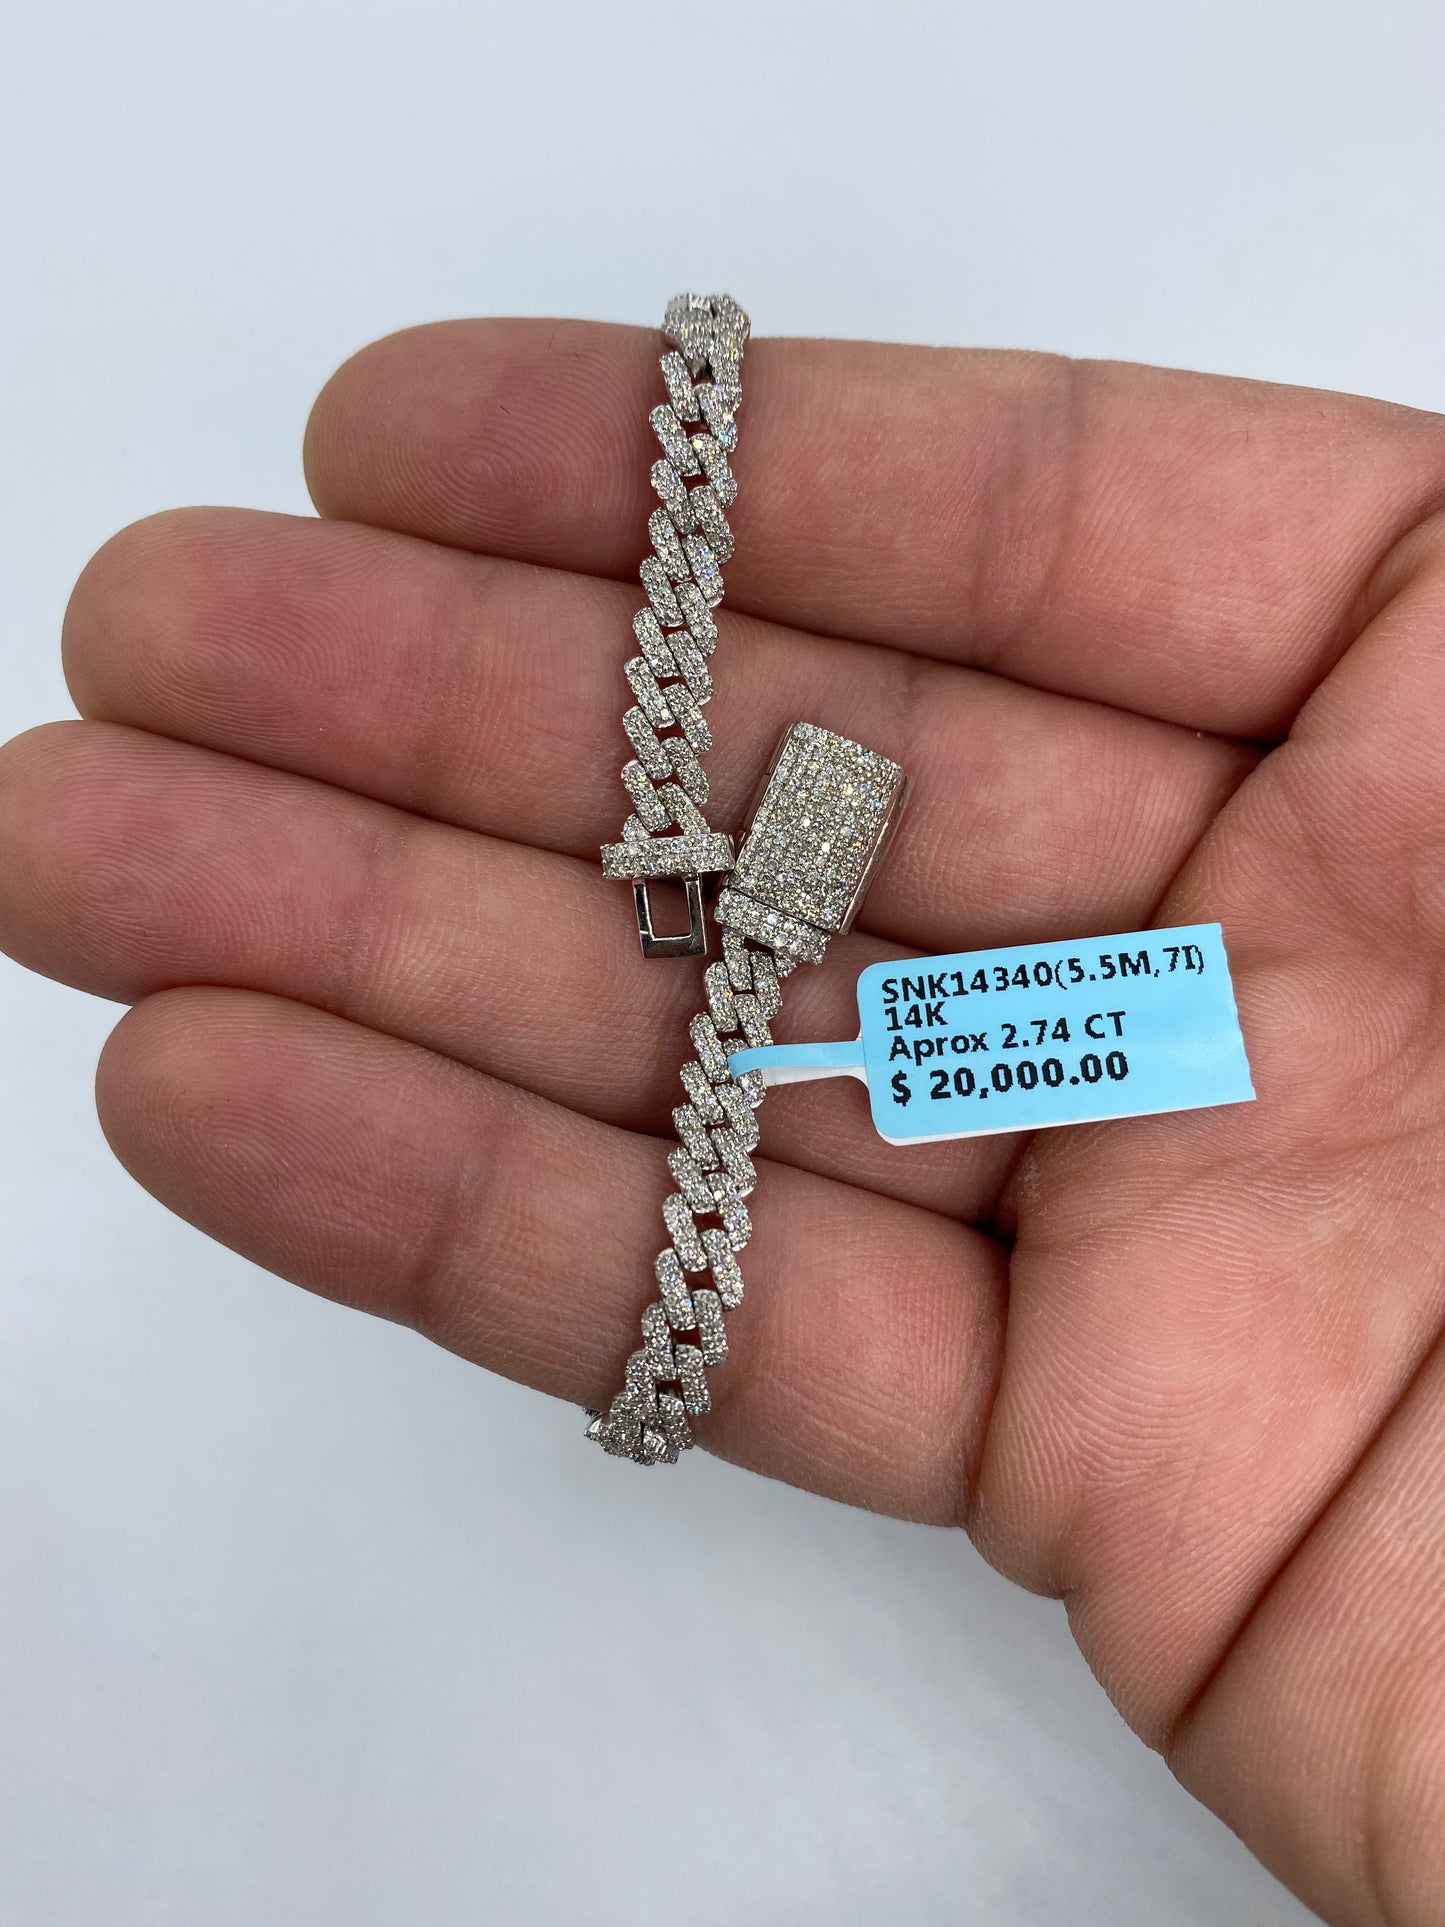 SNK14340(5.5M,7I)
14K
Aprox 2.74 CT
$ 20,000.00